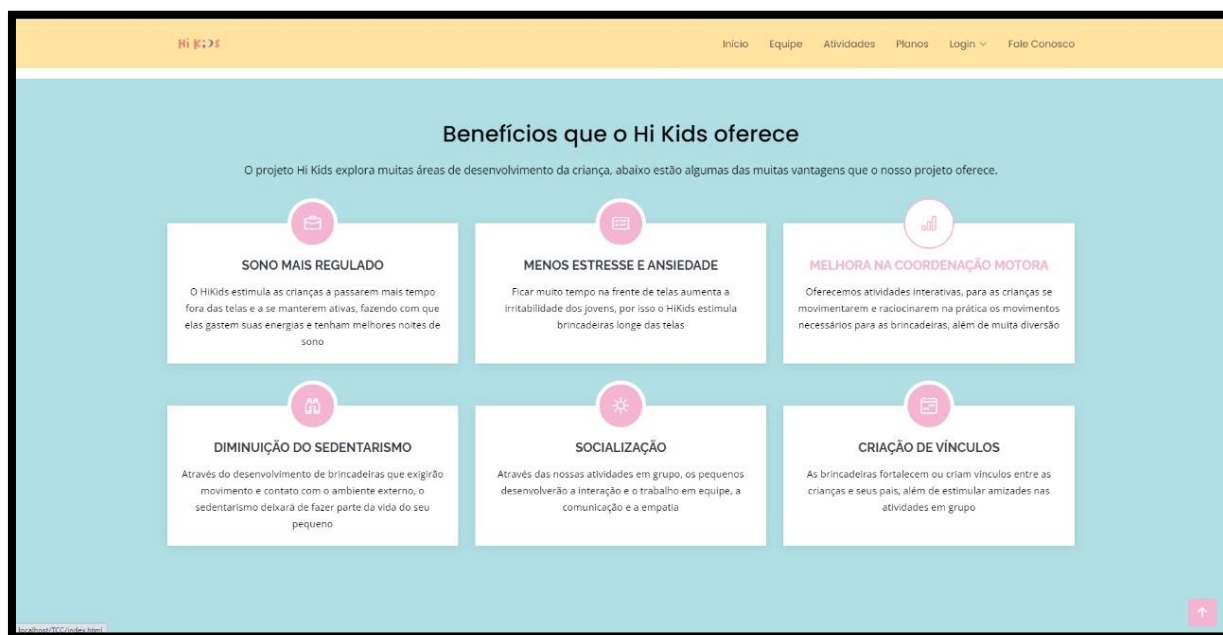 Hi Kids
Início Equipe Atividades Planos Login Fale Conosco
Benefícios que o Hi Kids oferece
O projeto Hi Kids explora muitas áreas de desenvolvimento da criança, abaixo estão algumas das muitas vantagens que o nosso projeto oferece.
SONO MAIS REGULADO
O HiKids estimula as crianças a passarem mais tempo
fora das telas e a se manterem ativas, fazendo com que
elas gastem suas energias e tenham melhores noites de
sono
MENOS ESTRESSE E ANSIEDADE
Ficar muito tempo na frente de telas aumenta a
irritabilidade dos jovens, por isso o HiKids estimula
brincadeiras longe das telas
MELHORA NA COORDENAÇÃO MOTORA
Oferecemos atividades interativas, para as crianças se
movimentarem e raciocinarem na prática os movimentos
necessários para as brincadeiras, além de muita diversão
DIMINUIÇÃO DO SEDENTARISMO
Através do desenvolvimento de brincadeiras que exigirão
movimento e contato com o ambiente externo, o
sedentarismo deixará de fazer parte da vida do seu
pequeno
SOCIALIZAÇÃO
Através das nossas atividades em grupo, os pequenos
desenvolverão a interação e o trabalho em equipe, a
comunicação e a empatia
CRIAÇÃO DE VÍNCULOS
As brincadeiras fortalecem ou criam vínculos entre as
crianças e seus pais, além de estimular amizades nas
atividades em grupo
localhost/TCC/index.html